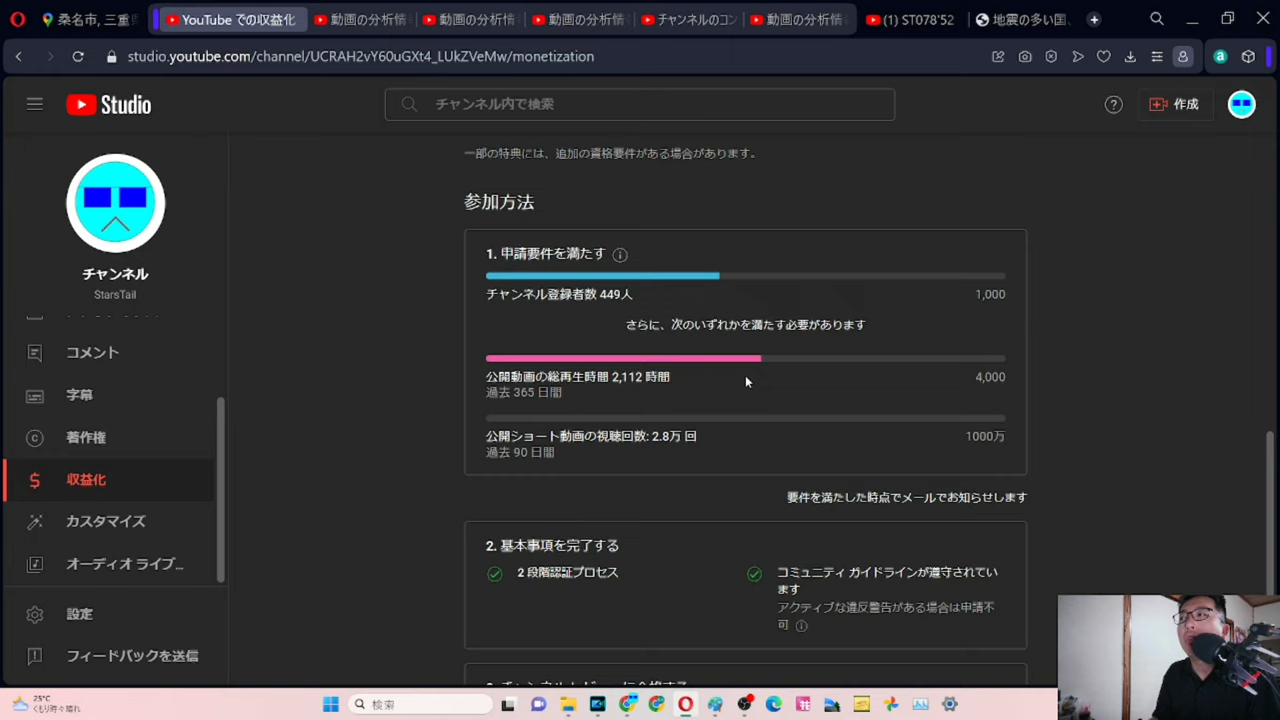 桑名市, 三重県
YouTube での収益化
動画の分析情
動画の分析情
動画の分析情
チャンネルのコン
動画の分析情
(1) ST078'52
地震の多い国、
studio.youtube.com/channel/UCRAH2vY60uGXt4_LUkZVeMw/monetization
Studio
チャンネル内で検索
作成
一部の特典には、追加の資格要件がある場合があります。
参加方法
1. 申請要件を満たす
チャンネル登録者数 449人
1,000
さらに、次のいずれかを満たす必要があります
公開動画の総再生時間 2,112 時間
4,000
過去 365 日間
公開ショート動画の視聴回数: 2.8万 回
1000万
過去 90 日間
要件を満たした時点でメールでお知らせします
2. 基本事項を完了する
2 段階認証プロセス
コミュニティ ガイドラインが遵守されてい
ます
アクティブな違反警告がある場合は申請不
可
チャンネル
StarsTail
コメント
字幕
著作権
収益化
カスタマイズ
オーディオ ライブ...
設定
フィードバックを送信
25°C
くもり時々晴れ
検索